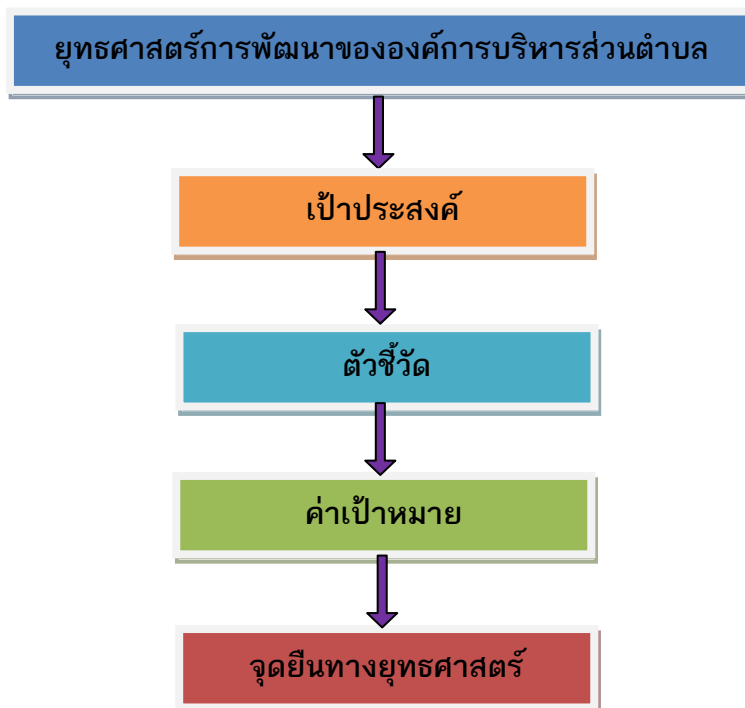 ยุทธศาสตร์การพัฒนาขององค์การบริหารส่วนตำบล
เป้าประสงค์
ตัวชี้วัด
ค่าเป้าหมาย
จุดยืนทางยุทธศาสตร์